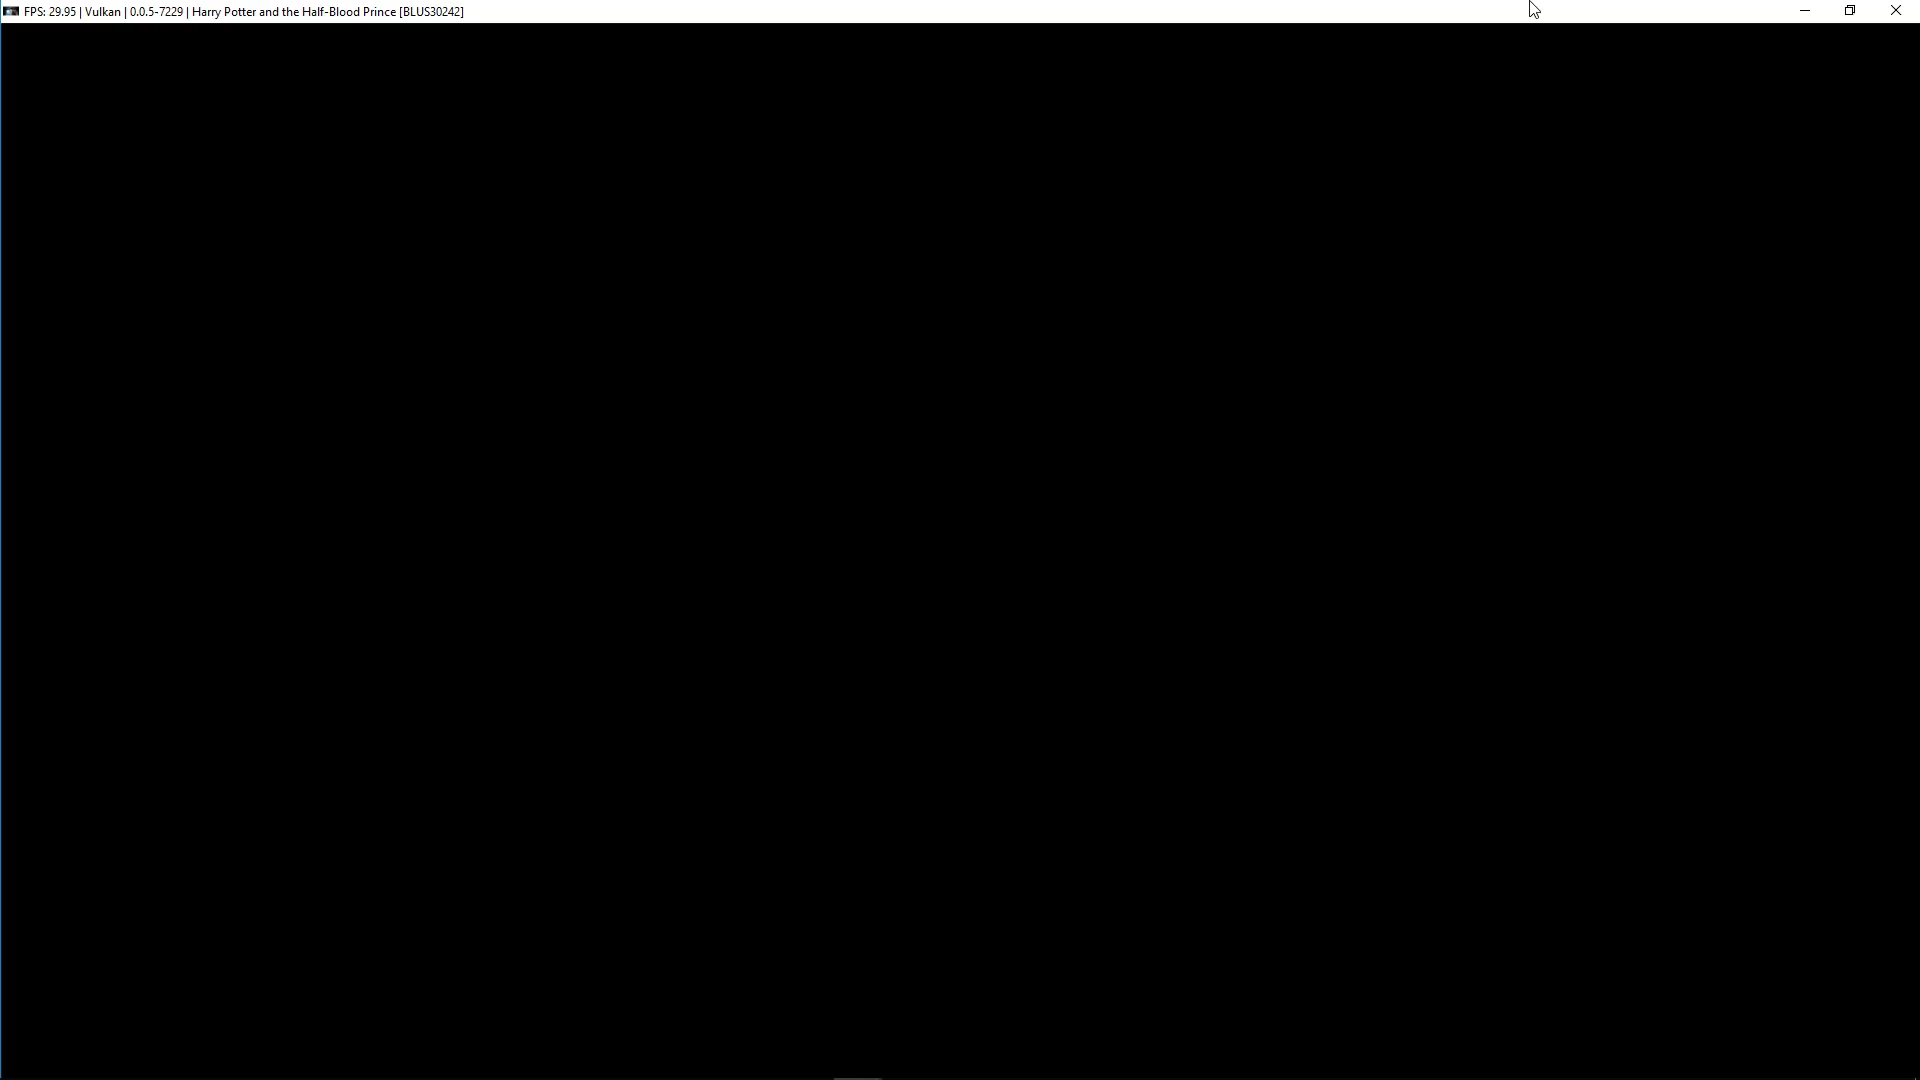 FPS: 29.95 | Vulkan | 0.0.5-7229 | Harry Potter and the Half-Blood Prince [BLUS30242]